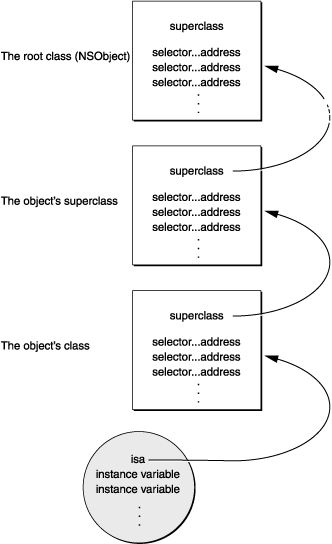 superclass
The root class (NSObject)
selector...address
selector...address
selector...address
superclass
The object's superclass
selector...address
selector...address
selector...address
superclass
The object's class
selector...address
selector...address
selector...address
isa
instance variable
instance variable